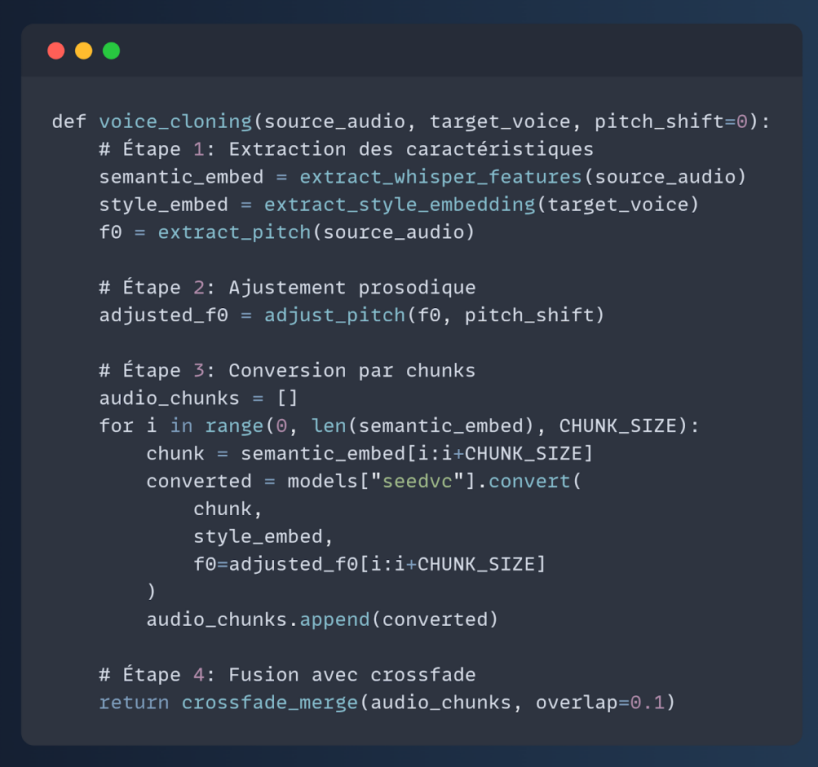 def voice_cloning(source_audio, target_voice, pitch_shift=0):
    # Étape 1: Extraction des caractéristiques
    semantic_embed = extract_whisper_features(source_audio)
    style_embed = extract_style_embedding(target_voice)
    f0 = extract_pitch(source_audio)

    # Étape 2: Ajustement prosodique
    adjusted_f0 = adjust_pitch(f0, pitch_shift)

    # Étape 3: Conversion par chunks
    audio_chunks = []
    for i in range(0, len(semantic_embed), CHUNK_SIZE):
        chunk = semantic_embed[i:i+CHUNK_SIZE]
        converted = models["seedvc"].convert(
            chunk,
            style_embed,
            f0=adjusted_f0[i:i+CHUNK_SIZE]
        )
        audio_chunks.append(converted)

    # Étape 4: Fusion avec crossfade
    return crossfade_merge(audio_chunks, overlap=0.1)